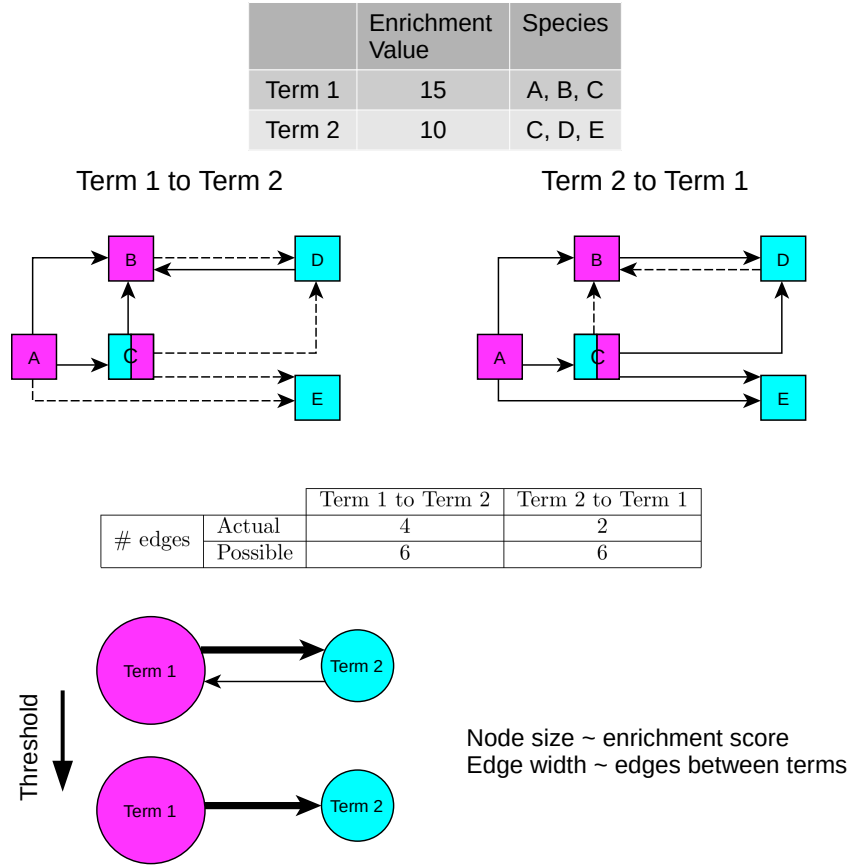 Enrichment Value Species
Term 1 15 A, B, C
Term 2 10 C, D, E
Term 1 to Term 2
Term 2 to Term 1
B
D
A
C
E
B
D
A
C
E
Term 1 to Term 2 Term 2 to Term 1
# edges Actual 4 2
Possible 6 6
Threshold
Term 1
Term 2
Term 1
Term 2
Node size ~ enrichment score
Edge width ~ edges between terms